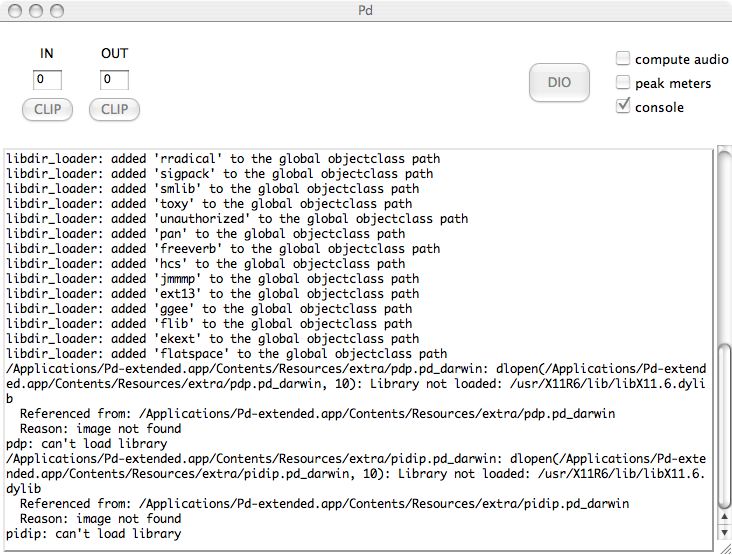 Pd
IN OUT
0 0
CLIP CLIP
DIO
compute audio
peak meters
console
libdir_loader: added 'rradical' to the global objectclass path
libdir_loader: added 'sigpack' to the global objectclass path
libdir_loader: added 'smlib' to the global objectclass path
libdir_loader: added 'toxy' to the global objectclass path
libdir_loader: added 'unauthorized' to the global objectclass path
libdir_loader: added 'pan' to the global objectclass path
libdir_loader: added 'freeverb' to the global objectclass path
libdir_loader: added 'hcs' to the global objectclass path
libdir_loader: added 'jmmmp' to the global objectclass path
libdir_loader: added 'ext13' to the global objectclass path
libdir_loader: added 'ggee' to the global objectclass path
libdir_loader: added 'flib' to the global objectclass path
libdir_loader: added 'ekext' to the global objectclass path
libdir_loader: added 'flatspace' to the global objectclass path
/Applications/Pd-extended.app/Contents/Resources/extra/pdp.pd_darwin: dlopen(/Applications/Pd-extend
ed.app/Contents/Resources/extra/pdp.pd_darwin, 10): Library not loaded: /usr/X11R6/lib/libX11.6.dyli
b
Referenced from: /Applications/Pd-extended.app/Contents/Resources/extra/pdp.pd_darwin
Reason: image not found
pdp: can't load library
/Applications/Pd-extended.app/Contents/Resources/extra/pidip.pd_darwin: dlopen(/Applications/Pd-exte
nded.app/Contents/Resources/extra/pidip.pd_darwin, 10): Library not loaded: /usr/X11R6/lib/libX11.6.
dylib
Referenced from: /Applications/Pd-extended.app/Contents/Resources/extra/pidip.pd_darwin
Reason: image not found
pidip: can't load library